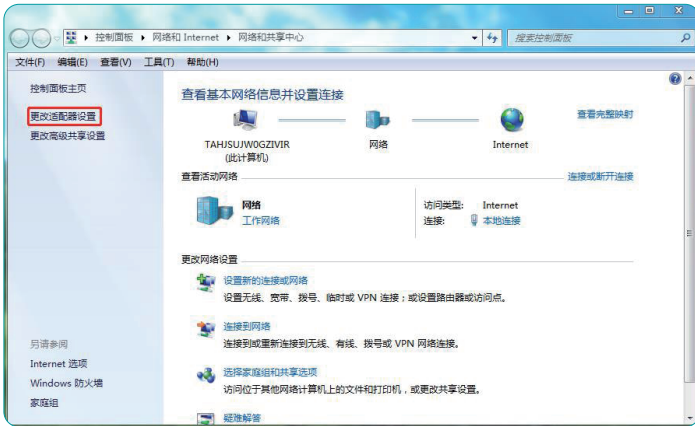 控制面板 网络和 Internet 网络和共享中心 搜索控制面板
文件(F) 编辑(E) 查看(V) 工具(T) 帮助(H)
控制面板主页
更改适配器设置
更改高级共享设置
查看基本网络信息并设置连接
TAHJSUJW0GZIVIR 网络 Internet 查看完整映射
(此计算机)
查看活动网络 连接或断开连接
网络 访问类型: Internet
工作网络 连接: 本地连接
更改网络设置
设置新的连接或网络
设置无线、宽带、拨号、临时或 VPN 连接；或设置路由器或访问点。
连接到网络
连接到或重新连接到无线、有线、拨号或 VPN 网络连接。
选择家庭组和共享选项
访问位于其他网络计算机上的文件和打印机，或更改共享设置。
疑难解答
另请参阅
Internet 选项
Windows 防火墙
家庭组